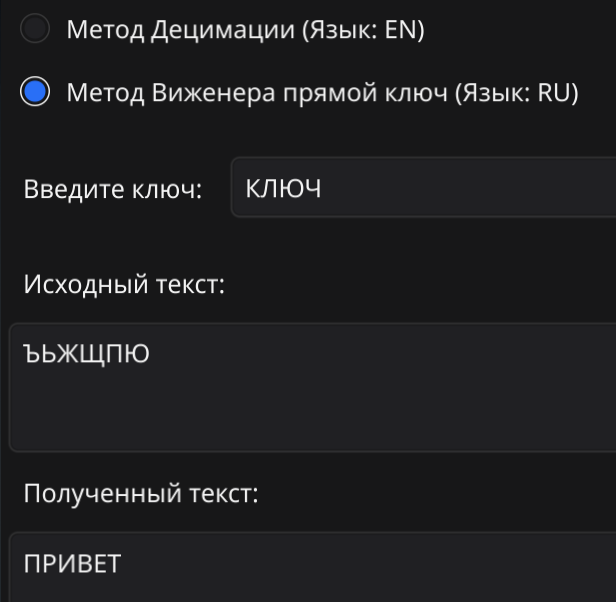 Метод Децимации (Язык: EN)
Метод Виженера прямой ключ (Язык: RU)
Введите ключ: КЛЮЧ
Исходный текст:
ЪЬЖЩПЮ
Полученный текст:
ПРИВЕТ